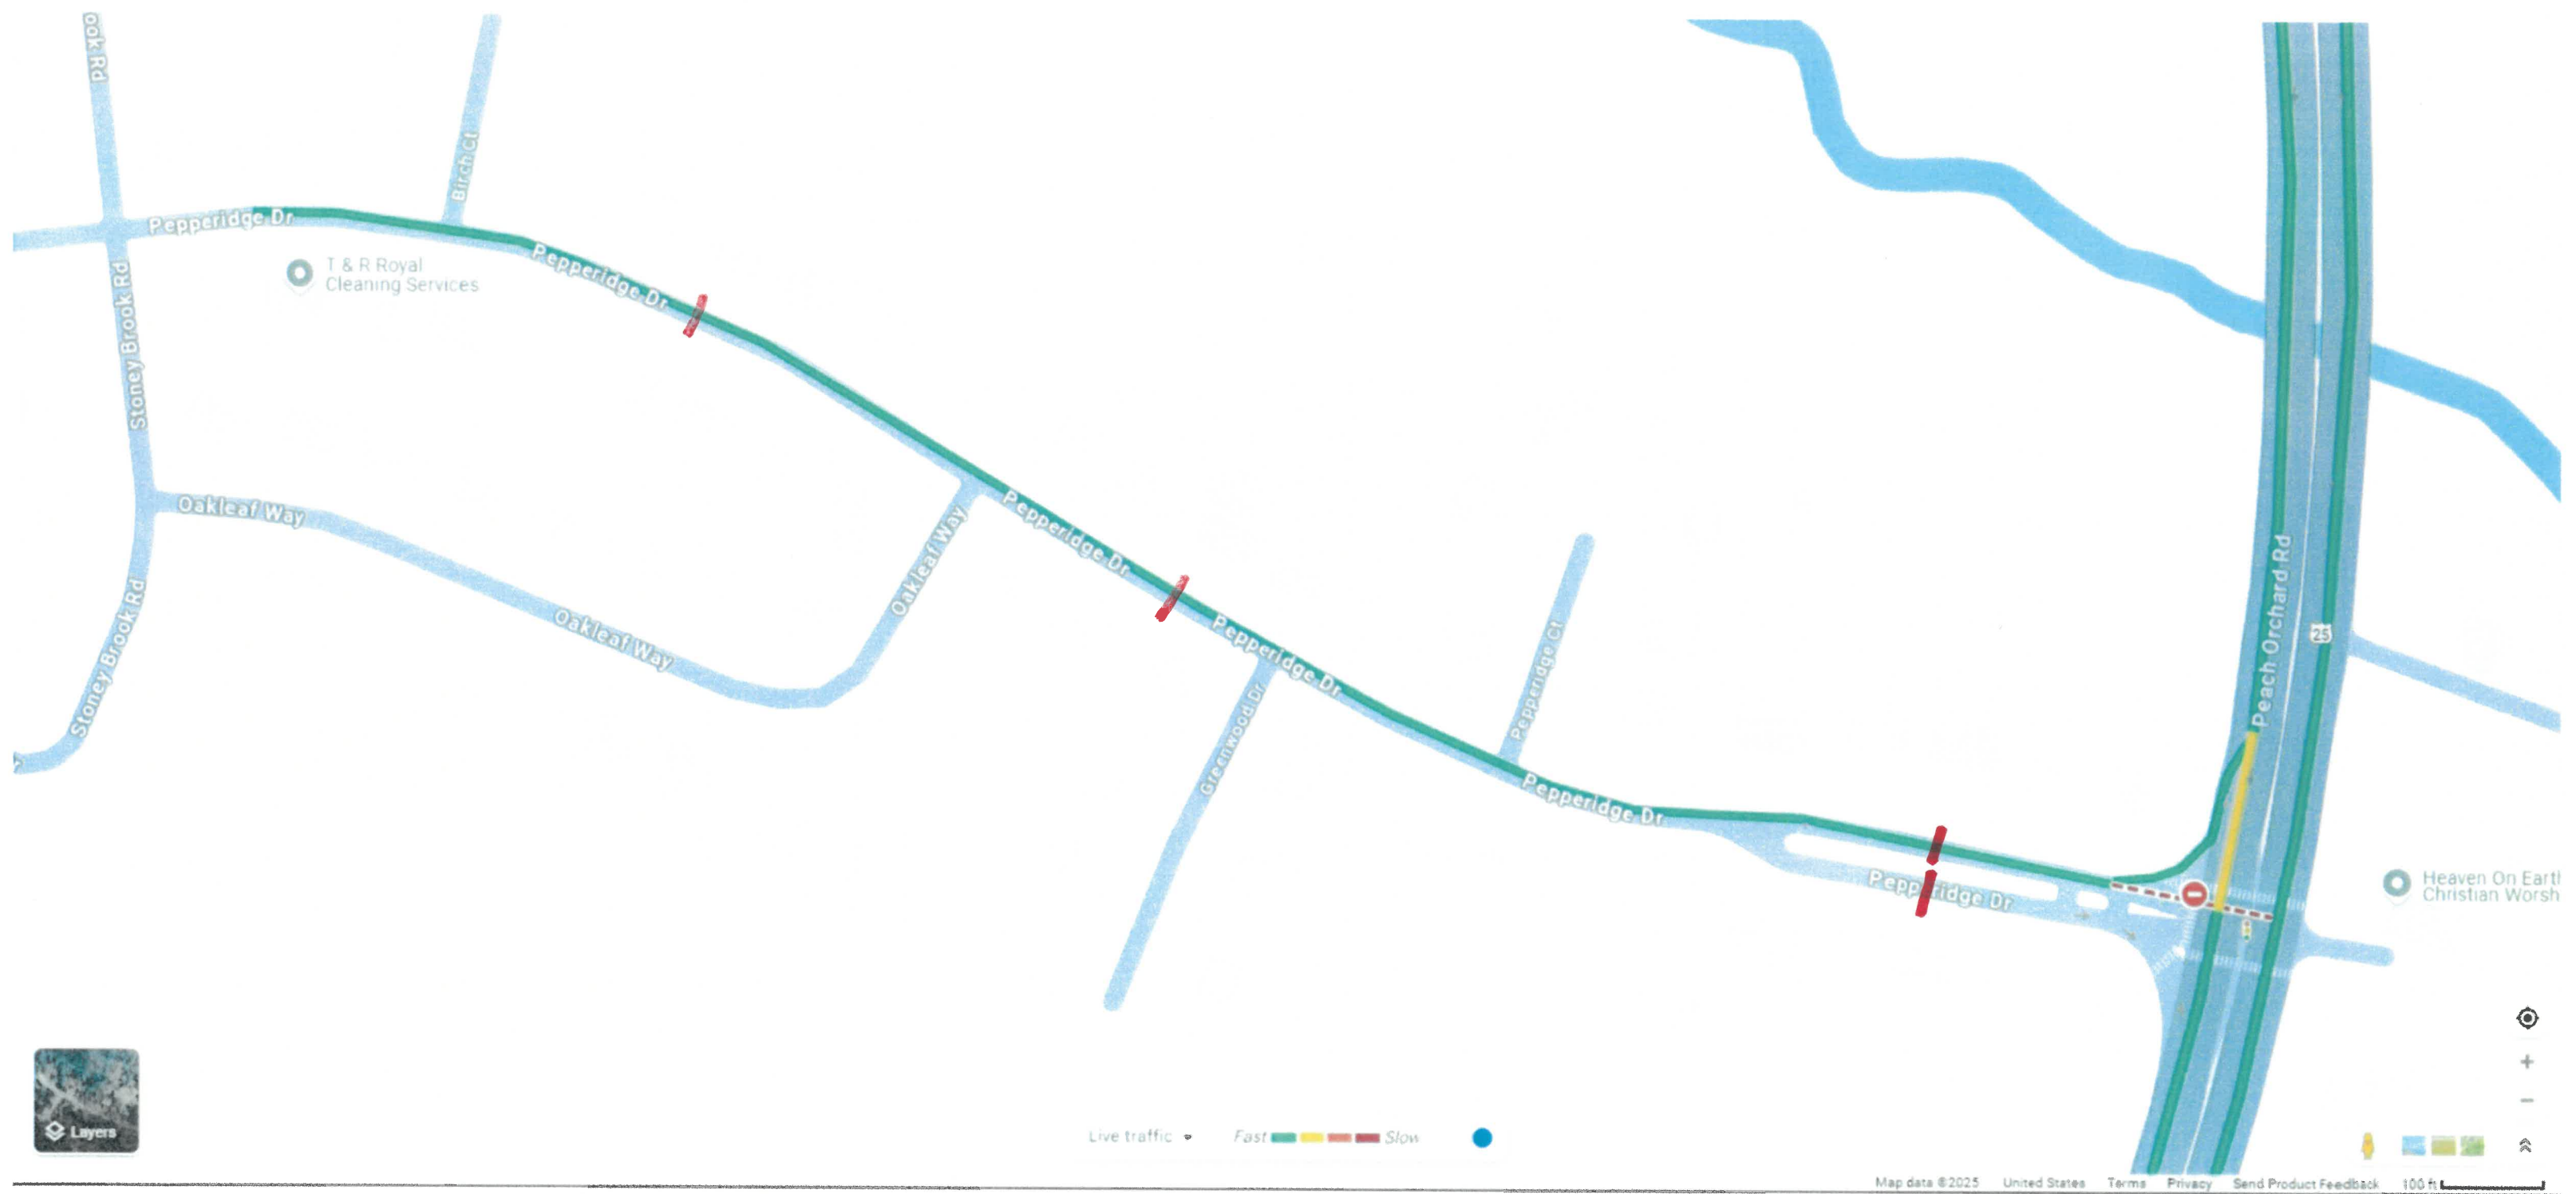 ook Rd
Birch Ct
Pepperidge Dr
T & R Royal
Cleaning Services
Pepperidge Dr
Stoney Brook Rd
Oakleaf Way
Pepperidge Dr
Oakleaf Way
Stoney Brook Rd
Oakleaf Way
Pepperidge Dr
Greenwood Dr
Pepperidge Ct
Peach Orchard Rd
25
Pepperidge Dr
Pepperidge Dr
Heaven On Earth
Christian Worsh
Layers
Live traffic
Fast
Slow
Map data ©2025
United States
Terms
Privacy
Send Product Feedback
100 ft